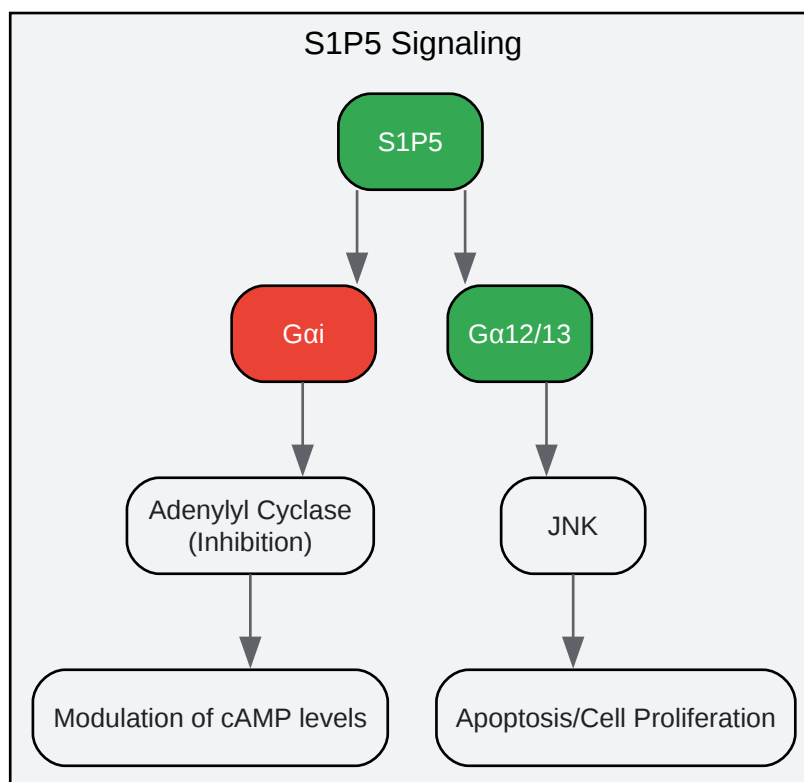 S1P5 Signaling
S1P5
Gαi
Gα12/13
Adenylyl Cyclase
(Inhibition)
JNK
Modulation of cAMP levels
Apoptosis/Cell Proliferation